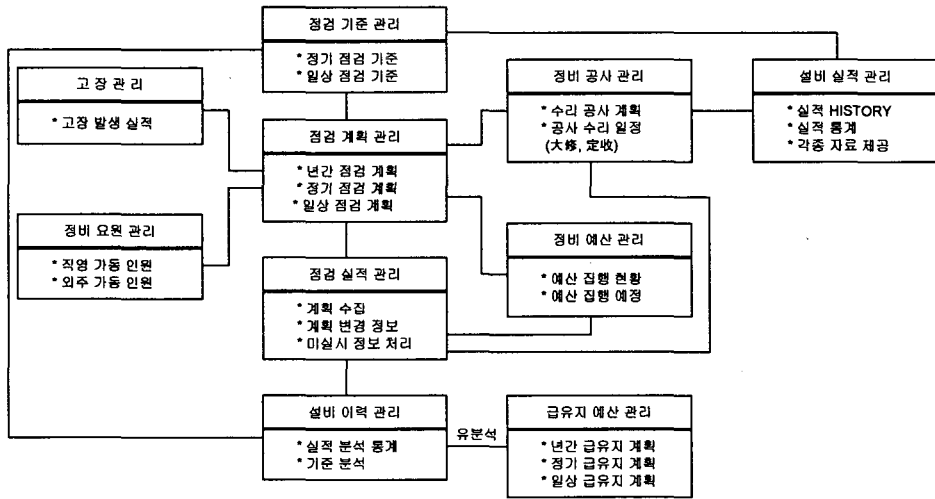 점검 기준 관리
* 정기 점검 기준
* 일상 점검 기준
고 장 관 리
* 고장 발생 실적
정비 공사 관리
* 수리 공사 계획
* 공사 수리 일정
(大修, 定收)
설비 실적 관리
* 실적 HISTORY
* 실적 통계
* 각종 자료 제공
점검 계획 관리
* 년간 점검 계획
* 정기 점검 계획
* 일상 점검 계획
정비 요원 관리
* 직영 가동 인원
* 외주 가동 인원
정비 예산 관리
* 예산 집행 현황
* 예산 집행 예정
점검 실적 관리
* 계획 수집
* 계획 변경 정보
* 미실시 정보 처리
설비 이력 관리
* 실적 분석 통계
* 기준 분석
유분석
급유지 예산 관리
* 년간 급유지 계획
* 정기 급유지 계획
* 일상 급유지 계획